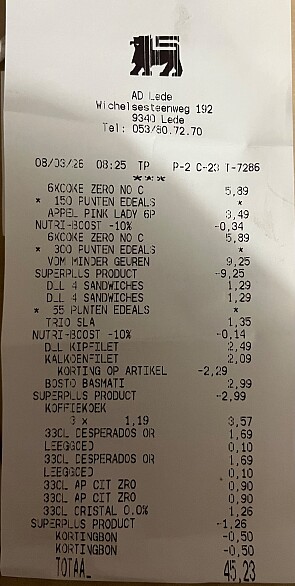 AD Lede
Wichelsesteenweg 192
9340 Lede
Tel: 053/80.72.70
08/03/26 08:25 TP P-2 C-23 T-7286
***
6XCOKE ZERO NO C 5,89
* 150 PUNTEN EDEALS *
APPEL PINK LADY 6P 3,49
NUTRI-BOOST -10% -0,34
6XCOKE ZERO NO C 5,89
* 300 PUNTEN EDEALS *
VDM MINDER GEUREN 9,25
SUPERPLUS PRODUCT -9,25
DLL 4 SANDWICHES 1,29
DLL 4 SANDWICHES 1,29
* 55 PUNTEN EDEALS *
TRIO SLA 1,35
NUTRI-BOOST -10% -0,14
DLL KIPFILET 2,49
KALKOENFILET 2,09
KORTING OP ARTIKEL -2,29
BOSTO BASMATI 2,99
SUPERPLUS PRODUCT -2,99
KOFFIEKOEK
3 x 1,19 3,57
33CL DESPERADOS OR 1,69
LEEGGOED 0,10
33CL DESPERADOS OR 1,69
LEEGGOED 0,10
33CL AP CIT ZRO 0,90
33CL AP CIT ZRO 0,90
33CL CRISTAL 0.0% 1,26
SUPERPLUS PRODUCT -1,26
KORTINGBON -0,50
KORTINGBON -0,50
TOTAAL 45,23